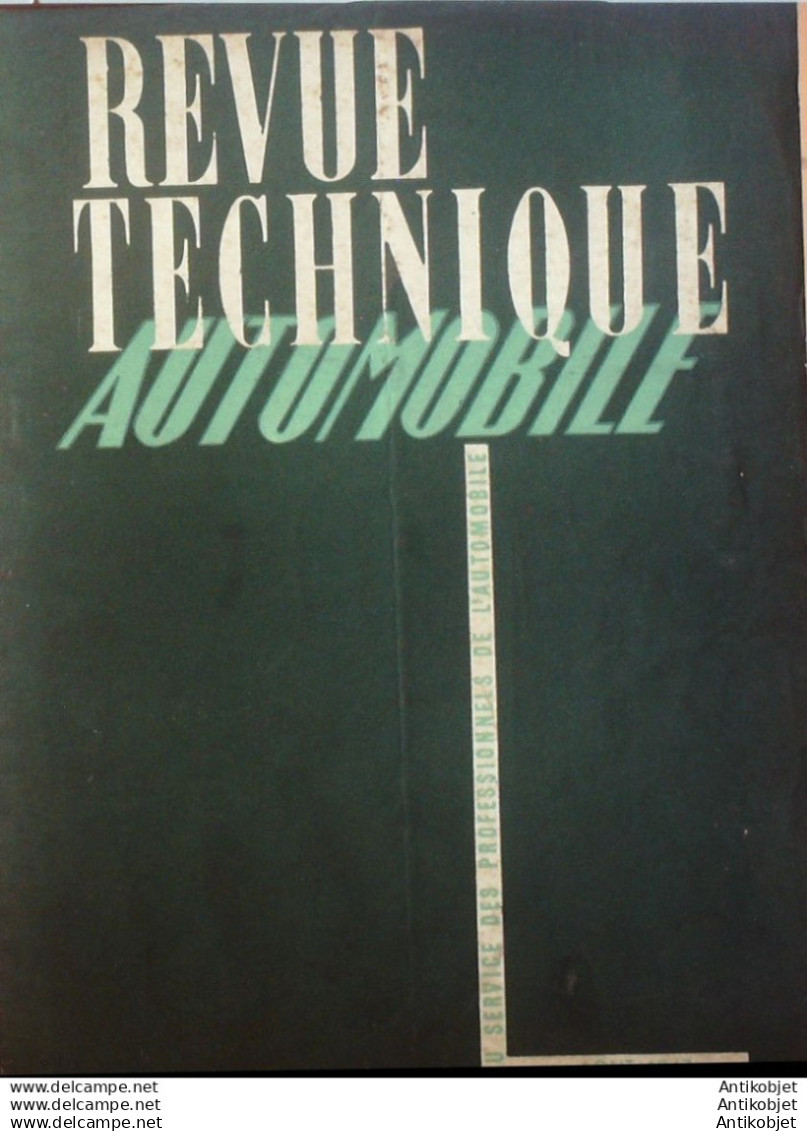 REVUE
TECHNIQUE
AUTOMOBILE
U SERVICE DES PROFESSIONNELS DE L'AUTOMOBILE
www.delcampe.net
www.delcampe.net
www.delcampe.net
Antikobjet
Antikobjet
Antikobjet